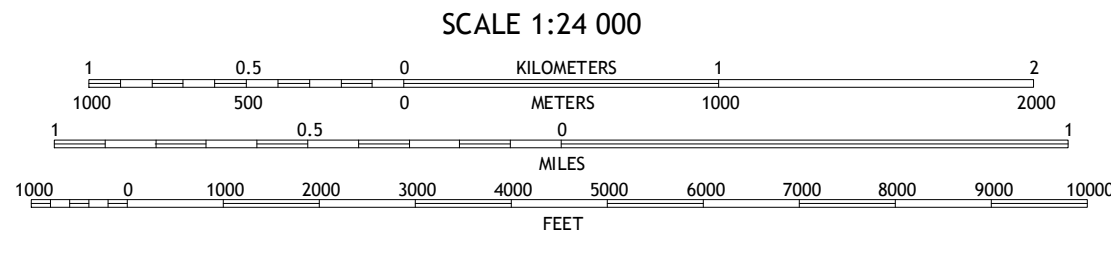 SCALE 1:24 000
1 0.5 0 KILOMETERS 1 2
1000 500 0 METERS 1000 2000
1 0.5 0 1
MILES
1000 0 1000 2000 3000 4000 5000 6000 7000 8000 9000 10000
FEET